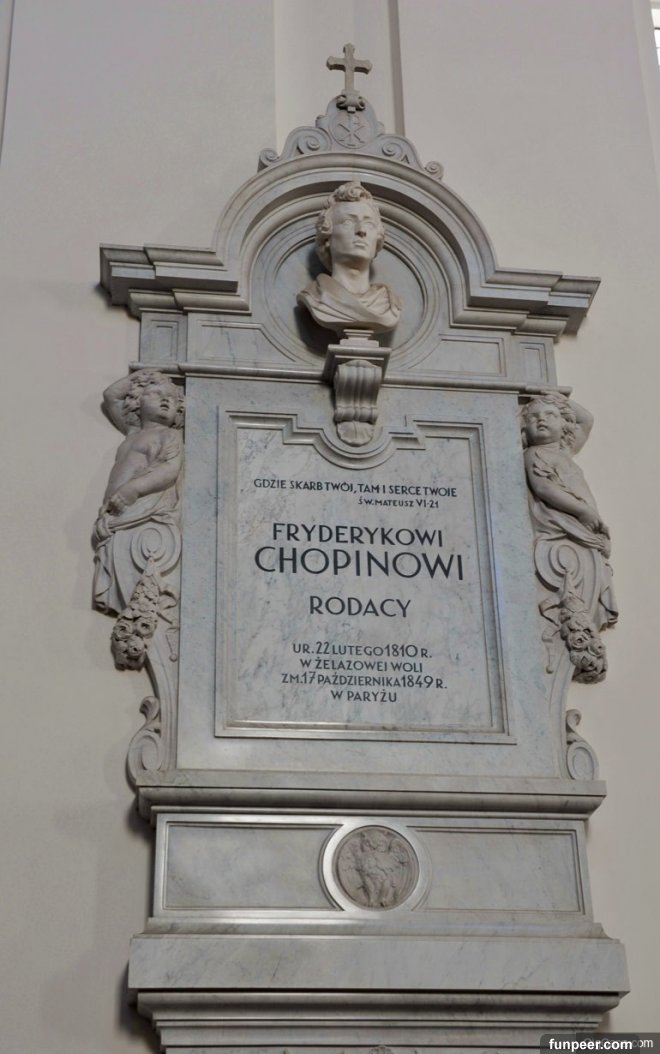 GDZIE SKARB TWÓJ, TAM I SERCE TWOJE
ŚW. MATEUSZ VI-21
FRYDERYKOWI
CHOPINOWI
RODACY
UR. 22 LUTEGO 1810 R.
W ŻELAZOWEJ WOLI
ZM. 17 PAŹDZIERNIKA 1849 R.
W PARYŻU
funpeer.com